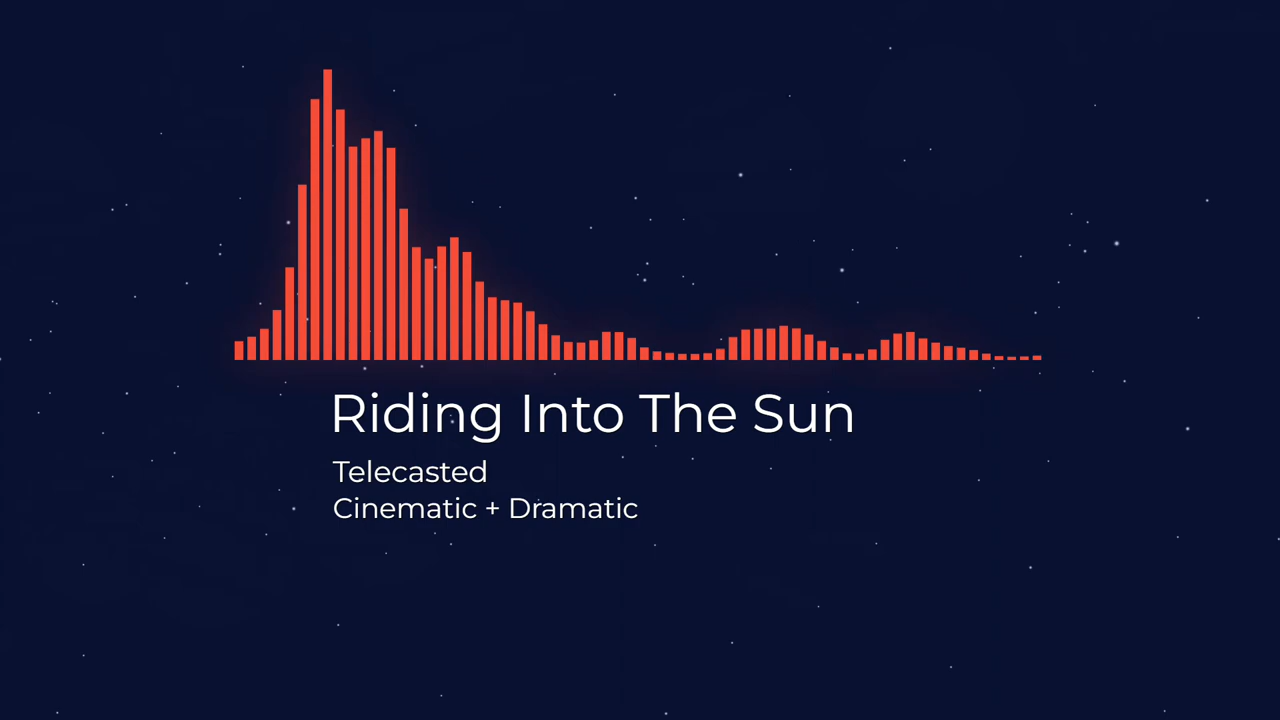 Riding Into The Sun
Telecasted
Cinematic + Dramatic